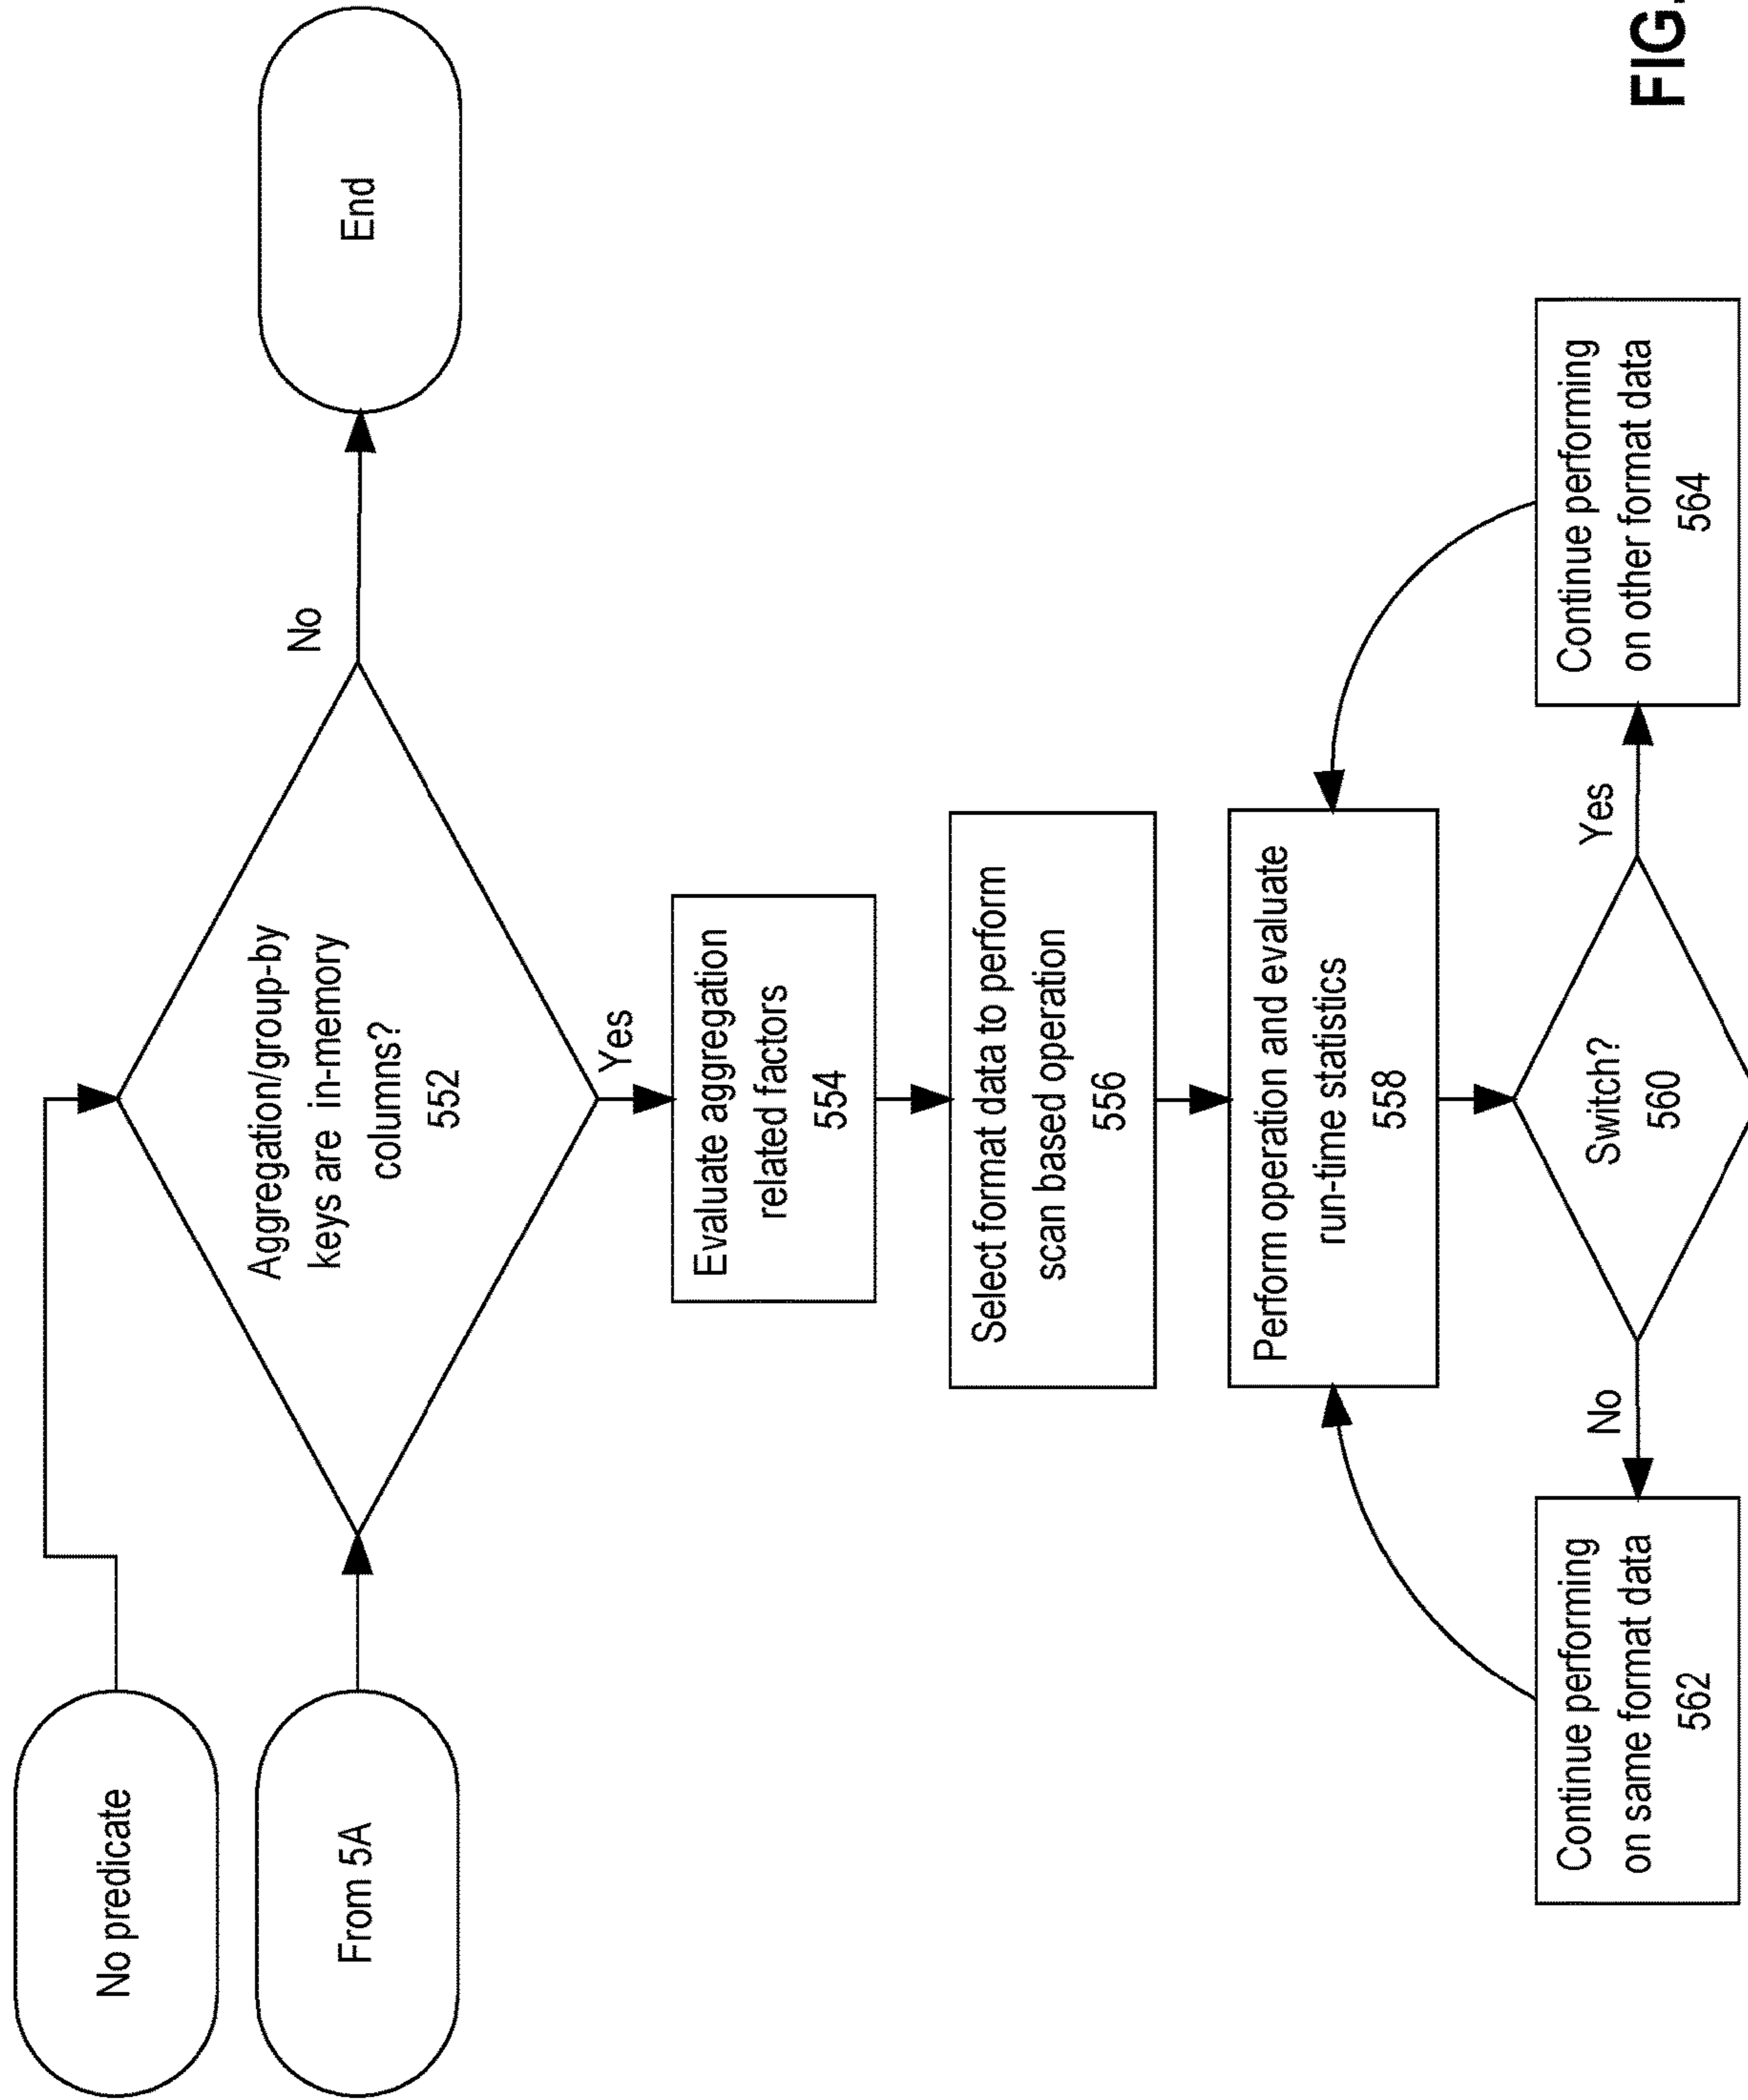 No predicate
From 5A
Aggregation/group-by
keys are in-memory
columns?
552
No
End
Yes
Evaluate aggregation
related factors
554
Select format data to perform
scan based operation
556
Perform operation and evaluate
run-time statistics
558
Switch?
560
No
Yes
Continue performing
on same format data
562
Continue performing
on other format data
564
FIG.